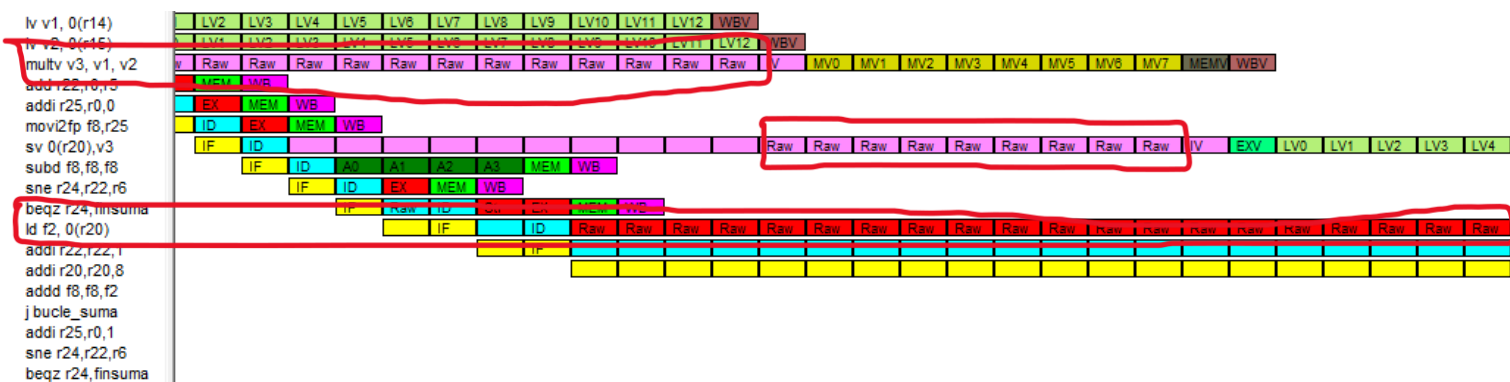 lv v1, 0(r14) LV2 LV3 LV4 LV5 LV6 LV7 LV8 LV9 LV10 LV11 LV12 WBV
lv v2, 0(r15) LV1 LV2 LV3 LV4 LV5 LV6 LV7 LV8 LV9 LV10 LV11 LV12 WBV
multv v3, v1, v2 Raw Raw Raw Raw Raw Raw Raw Raw Raw Raw Raw Raw IV MV0 MV1 MV2 MV3 MV4 MV5 MV6 MV7 MEMV WBV
add r22,r0,r5 MEM WB
addi r25,r0,0 EX MEM WB
movi2fp f8,r25 ID EX MEM WB
sv 0(r20),v3 IF ID Raw Raw Raw Raw Raw Raw Raw Raw Raw IV EXV LV0 LV1 LV2 LV3 LV4
subd f8,f8,f8 IF ID A0 A1 A2 A3 MEM WB
sne r24,r22,r6 IF ID EX MEM WB
beqz r24,finsuma IF Raw ID Str EX MEM WB
ld f2, 0(r20) IF ID Raw Raw Raw Raw Raw Raw Raw Raw Raw Raw Raw Raw Raw Raw Raw Raw Raw Raw Raw Raw
addi r22,r22,1 IF
addi r20,r20,8
addd f8,f8,f2
j bucle_suma
addi r25,r0,1
sne r24,r22,r6
beqz r24,finsuma